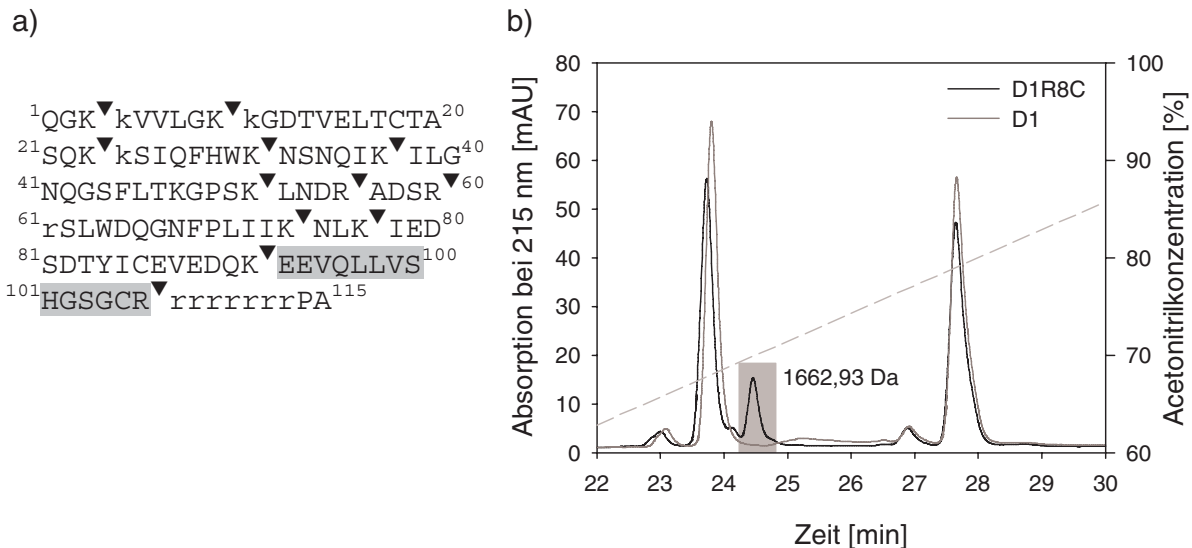 a)
1QGK▼kVVLGK▼kGDTVELTCTA20
21SQK▼kSIQFHWK▼NSNQIK▼ILG40
41NQGSFLTKGPSK▼LNDR▼ADSR▼60
61rSLWDQGNFPLIIK▼NLK▼IED80
81SDTYICEVEDQK▼EEVQLLVS100
101HGSGCR▼rrrrrrrPA115
b)
Absorption bei 215 nm [mAU]
80
70
60
50
40
30
20
10
0
D1R8C
D1
1662,93 Da
100
90
80
70
60
Acetonitrilkonzentration [%]
22 23 24 25 26 27 28 29 30
Zeit [min]